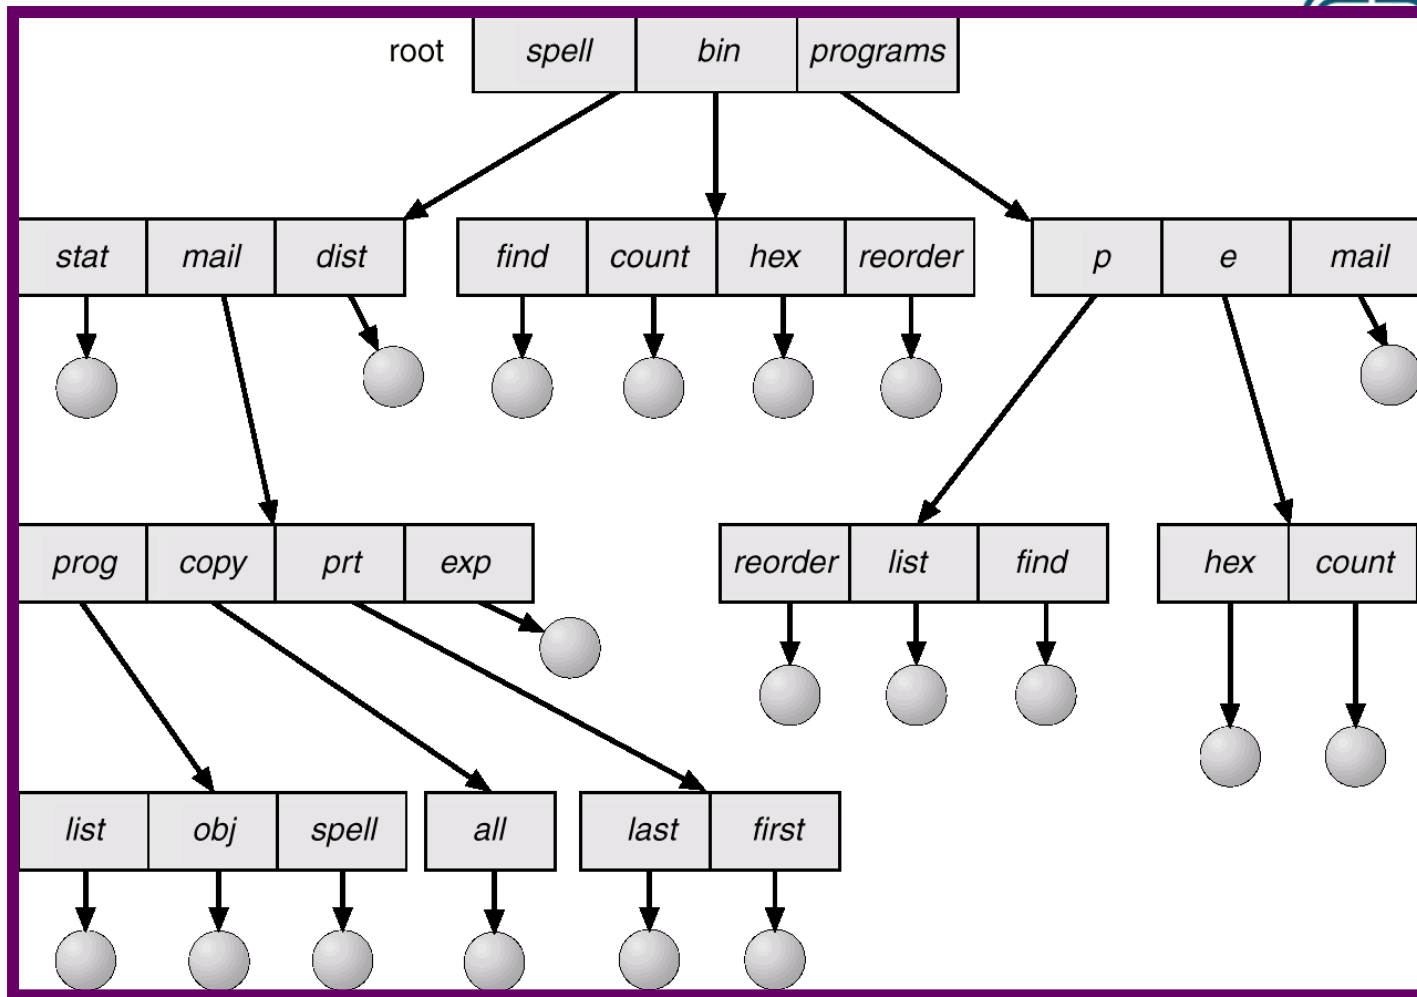 root spell bin programs
stat mail dist find count hex reorder p e mail
prog copy prt exp reorder list find hex count
list obj spell all last first